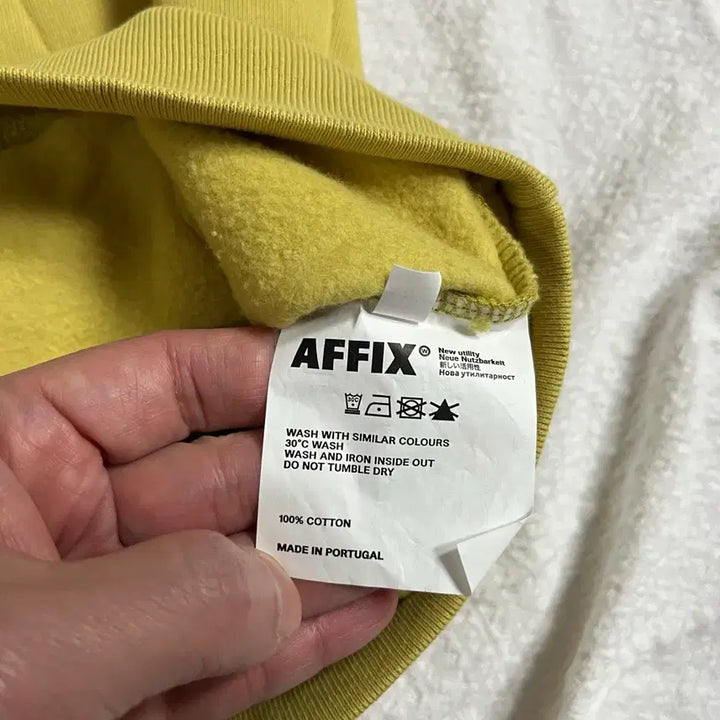 AFFIX
W
New utility
Neue Nutzbarkeit
新しい活用性
Нова утилитарност
30C
WASH WITH SIMILAR COLOURS
30°C WASH
WASH AND IRON INSIDE OUT
DO NOT TUMBLE DRY
100% COTTON
MADE IN PORTUGAL